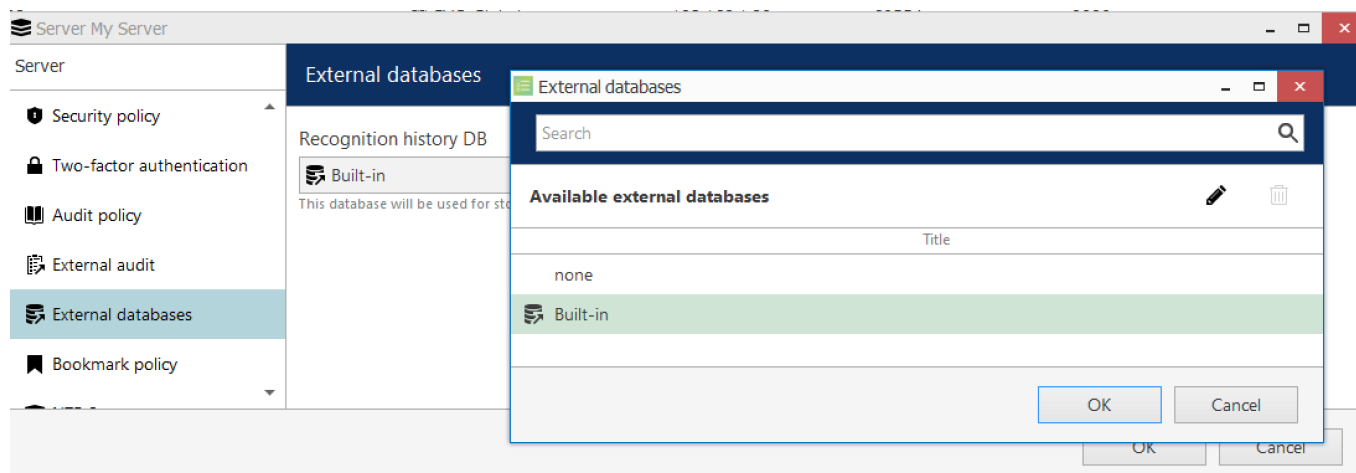 Server My Server
Server
Security policy
Two-factor authentication
Audit policy
External audit
External databases
Bookmark policy
External databases
Recognition history DB
Built-in
This database will be used for sto
External databases
Search
Available external databases
Title
none
Built-in
OK
Cancel
OK
Cancel